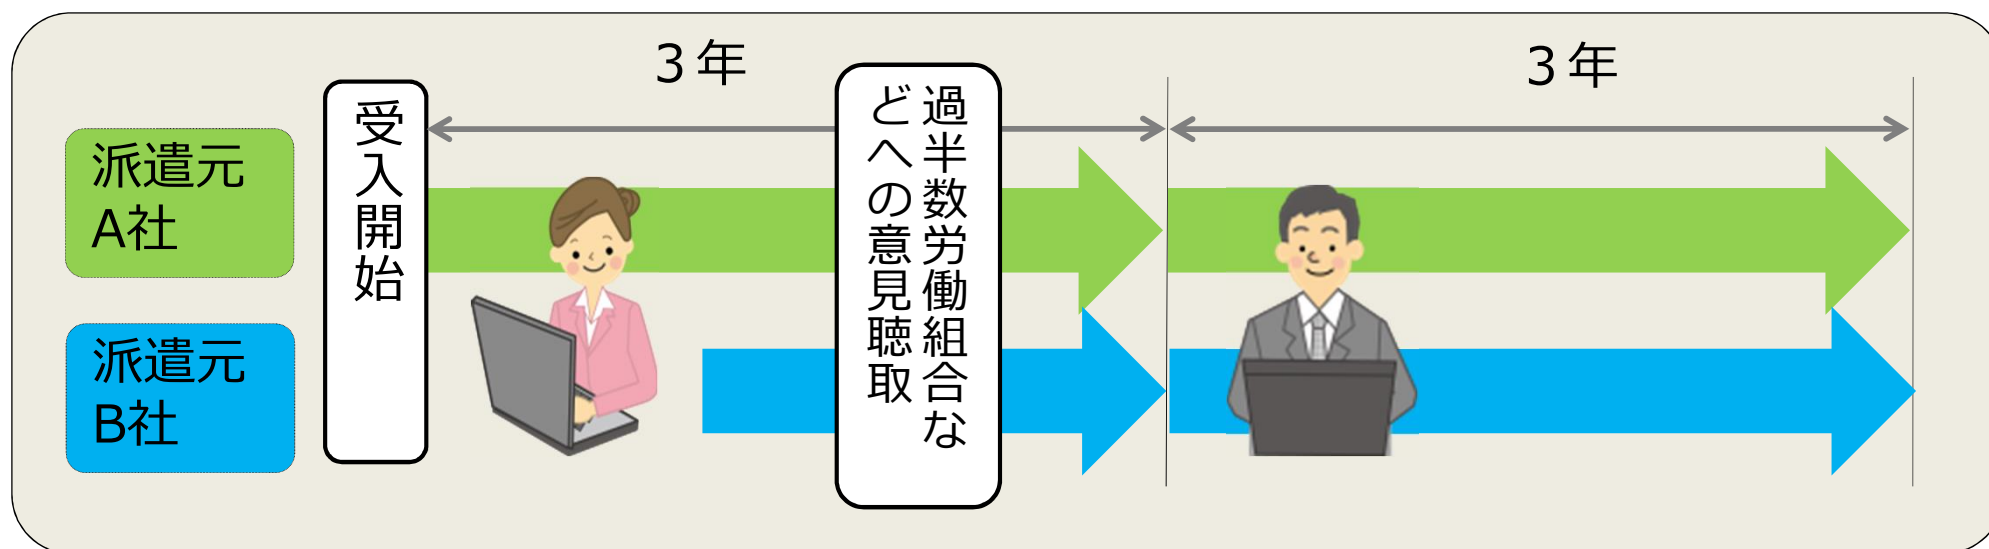 ３年
３年
派遣元
A社
派遣元
B社
受入開始
過半数労働組合な
どへの意見聴取